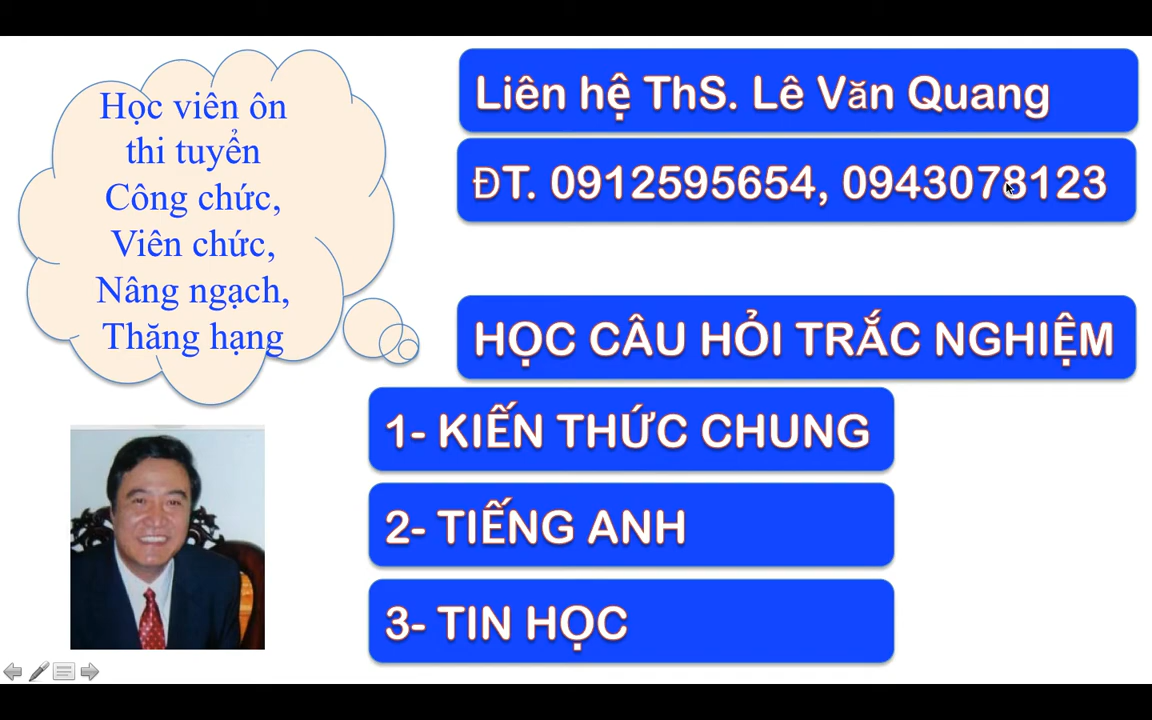 Học viên ôn
thi tuyển
Công chức,
Viên chức,
Nâng ngạch,
Thăng hạng
Liên hệ ThS. Lê Văn Quang
ĐT. 0912595654, 0943078123
HỌC CÂU HỎI TRẮC NGHIỆM
1- KIẾN THỨC CHUNG
2- TIẾNG ANH
3- TIN HỌC